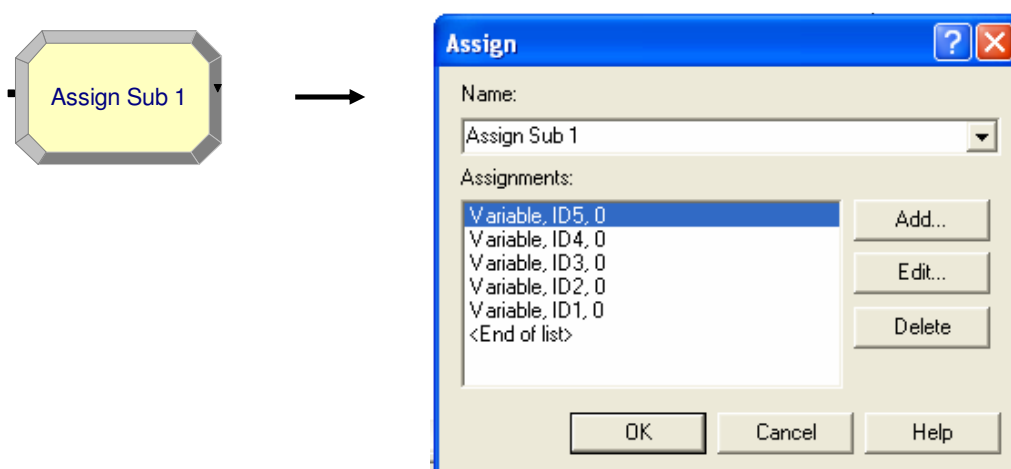 Assign Sub 1
Assign
Name:
Assign Sub 1
Assignments:
Variable, ID5, 0
Variable, ID4, 0
Variable, ID3, 0
Variable, ID2, 0
Variable, ID1, 0
<End of list>
Add...
Edit...
Delete
OK
Cancel
Help